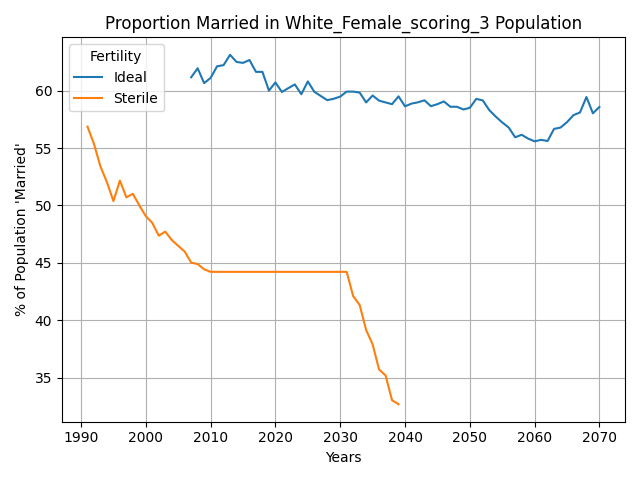 Proportion Married in White_Female_scoring_3 Population
Fertility
Ideal
Sterile
% of Population 'Married'
60
55
50
45
40
35
1990 2000 2010 2020 2030 2040 2050 2060 2070
Years